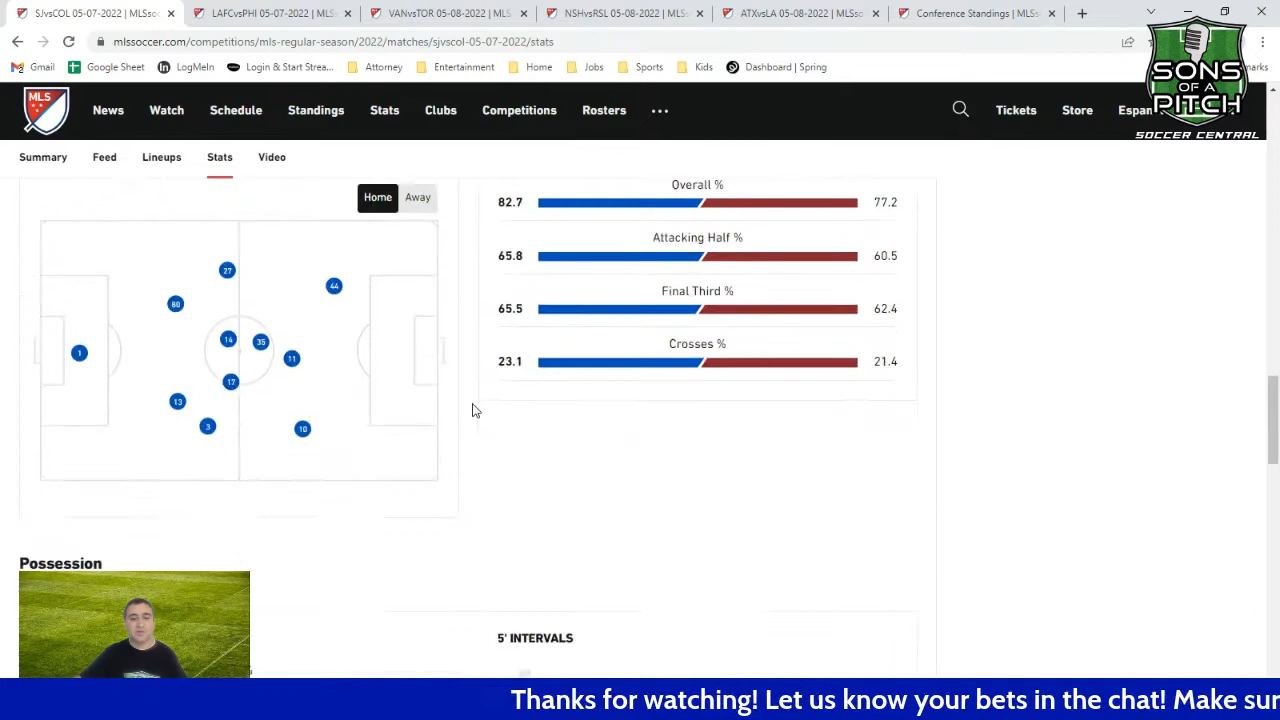 SJvsCOL 05-07-2022 | MLSsoc
LAFCvsPHI 05-07-2022 | MLSs
VANvsTOR 05-08-2022 | MLSso
NSHvsRSL 05-08-2022 | MLSs
ATXvsLA 05-08-2022 | MLSsoc
Conference Standings | MLSs
mlssoccer.com/competitions/mls-regular-season/2022/matches/sjvscol-05-07-2022/stats
Gmail Google Sheet LogMeIn Login & Start Strea... Attorney Entertainment Home Jobs Sports Kids Dashboard | Spring
SONS
OF A
PITCH
SOCCER CENTRAL
MLS
News Watch Schedule Standings Stats Clubs Competitions Rosters ••• Tickets Store Espan
Summary Feed Lineups Stats Video
Home Away
27
44
60
14
35
1
11
17
13
3
10
Overall %
82.7 77.2
Attacking Half %
65.8 60.5
Final Third %
65.5 62.4
Crosses %
23.1 21.4
Possession
5' INTERVALS
Thanks for watching! Let us know your bets in the chat! Make sur